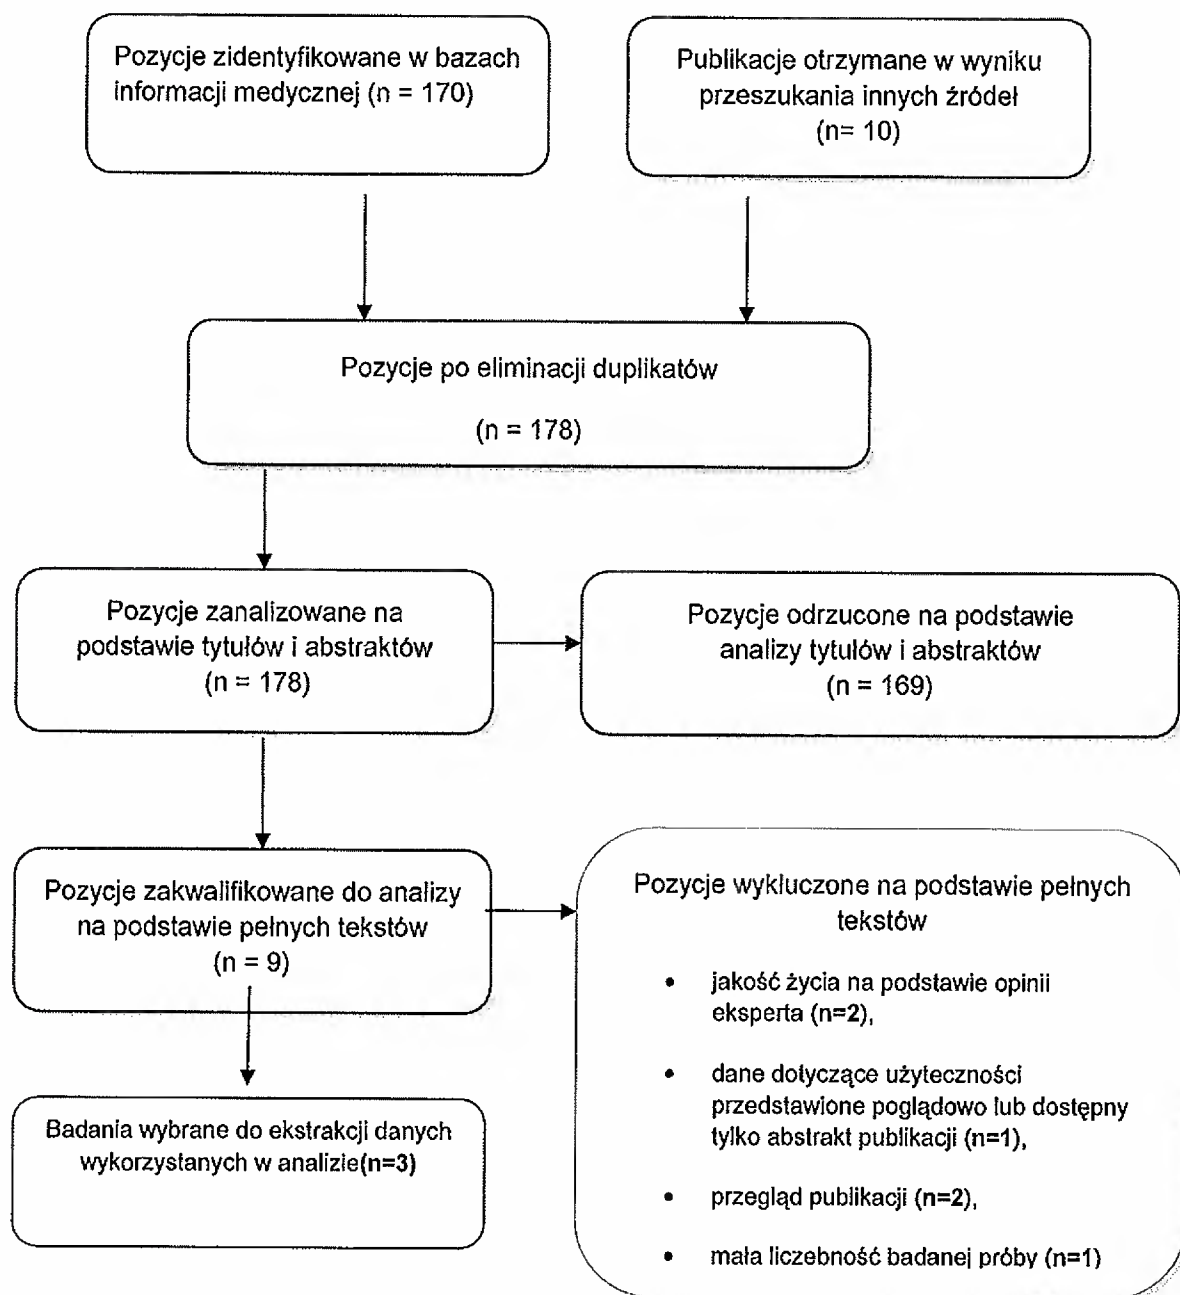 Pozycje zidentyfikowane w bazach
informacji medycznej (n = 170)
Publikacje otrzymane w wyniku
przeszukania innych źródeł
(n= 10)
Pozycje po eliminacji duplikatów
(n = 178)
Pozycje zanalizowane na
podstawie tytułów i abstraktów
(n = 178)
Pozycje odrzucone na podstawie
analizy tytułów i abstraktów
(n = 169)
Pozycje zakwalifikowane do analizy
na podstawie pełnych tekstów
(n = 9)
Pozycje wykluczone na podstawie pełnych
tekstów
• jakość życia na podstawie opinii
eksperta (n=2),
• dane dotyczące użyteczności
przedstawione poglądowo lub dostępny
tylko abstrakt publikacji (n=1),
• przegląd publikacji (n=2),
• mała liczebność badanej próby (n=1)
Badania wybrane do ekstrakcji danych
wykorzystanych w analizie(n=3)